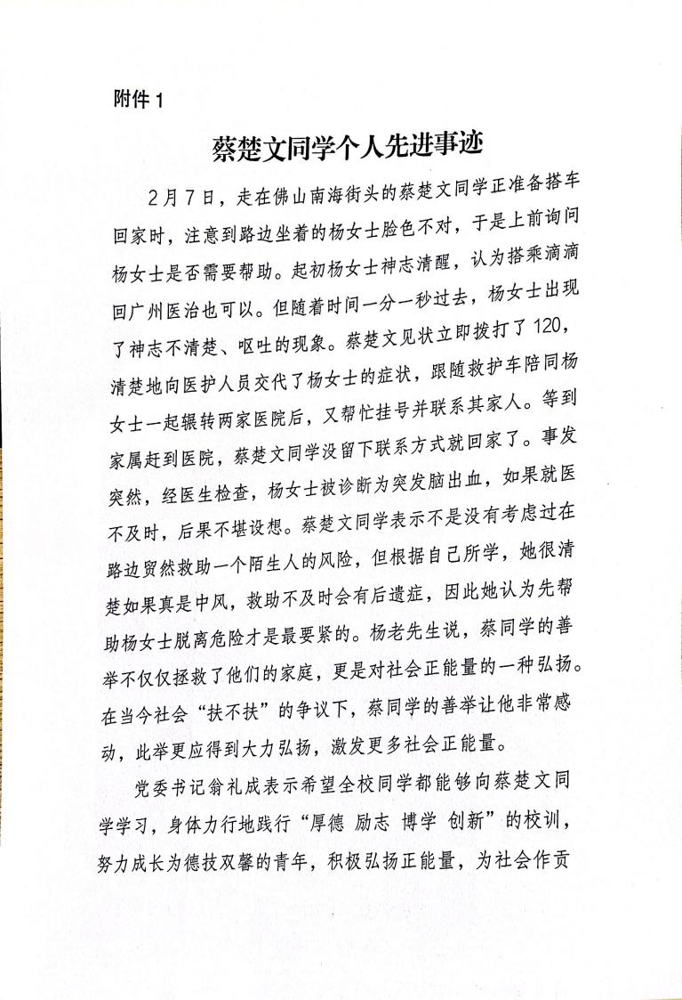 附件1
蔡楚文同学个人先进事迹
2月7日，走在佛山南海街头的蔡楚文同学正准备搭车
回家时，注意到路边坐着的杨女士脸色不对，于是上前询问
杨女士是否需要帮助。起初杨女士神志清醒，认为搭乘滴滴
回广州医治也可以。但随着时间一分一秒过去，杨女士出现
了神志不清楚、呕吐的现象。蔡楚文见状立即拨打了120，
清楚地向医护人员交代了杨女士的症状，跟随救护车陪同杨
女士一起辗转两家医院后，又帮忙挂号并联系其家人。等到
家属赶到医院，蔡楚文同学没留下联系方式就回家了。事发
突然，经医生检查，杨女士被诊断为突发脑出血，如果就医
不及时，后果不堪设想。蔡楚文同学表示不是没有考虑过在
路边贸然救助一个陌生人的风险，但根据自己所学，她很清
楚如果真是中风，救助不及时会有后遗症，因此她认为先帮
助杨女士脱离危险才是最要紧的。杨老先生说，蔡同学的善
举不仅仅拯救了他们的家庭，更是对社会正能量的一种弘扬。
在当今社会“扶不扶”的争议下，蔡同学的善举让他非常感
动，此举更应得到大力弘扬，激发更多社会正能量。
党委书记翁礼成表示希望全校同学都能够向蔡楚文同
学学习，身体力行地践行“厚德 励志 博学 创新”的校训，
努力成长为德技双馨的青年，积极弘扬正能量，为社会作贡